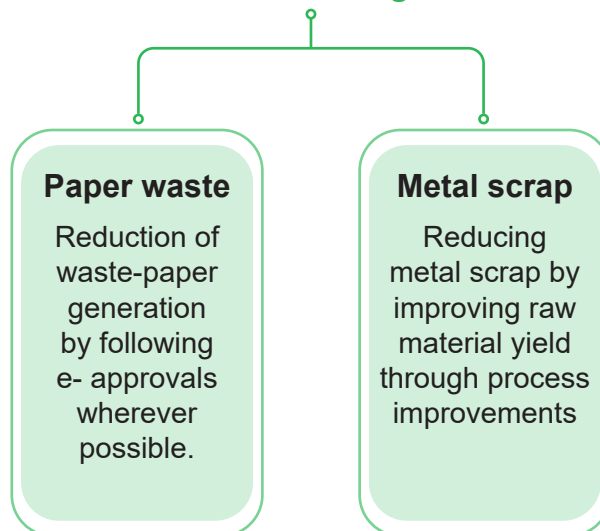 Paper waste
Reduction of
waste-paper
generation
by following
e- approvals
wherever
possible.
Metal scrap
Reducing
metal scrap by
improving raw
material yield
through process
improvements